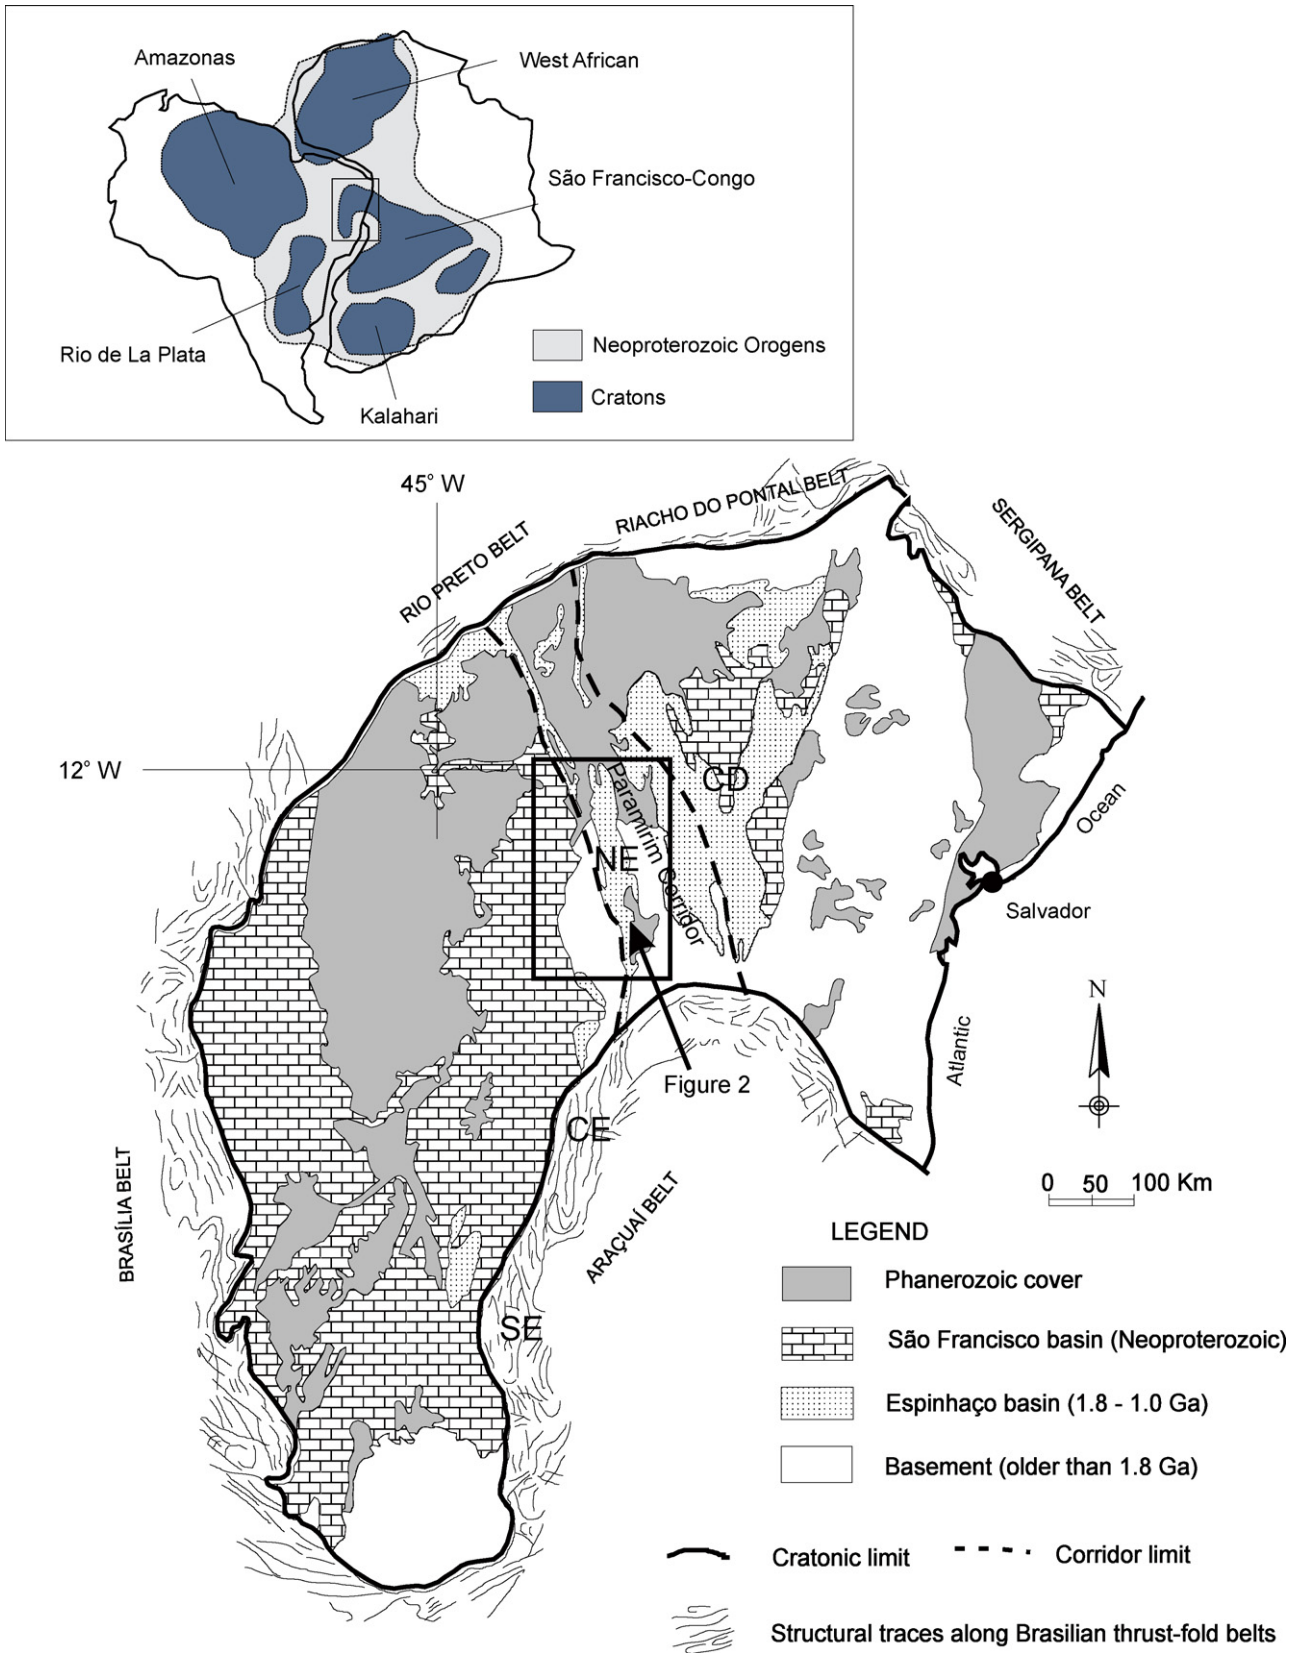 Amazonas
West African
São Francisco-Congo
Rio de La Plata
Kalahari
Neoproterozoic Orogens
Cratons
45° W
RIACHO DO PONTAL BELT
SERGIPANA BELT
RIO PRETO BELT
12° W
CD
Paramirim Corridor
NE
Ocean
Salvador
N
Atlantic
Figure 2
CE
BRASÍLIA BELT
ARAÇUAÍ BELT
0 50 100 Km
SE
LEGEND
Phanerozoic cover
São Francisco basin (Neoproterozoic)
Espinhaço basin (1.8 - 1.0 Ga)
Basement (older than 1.8 Ga)
Cratonic limit
Corridor limit
Structural traces along Brasilian thrust-fold belts